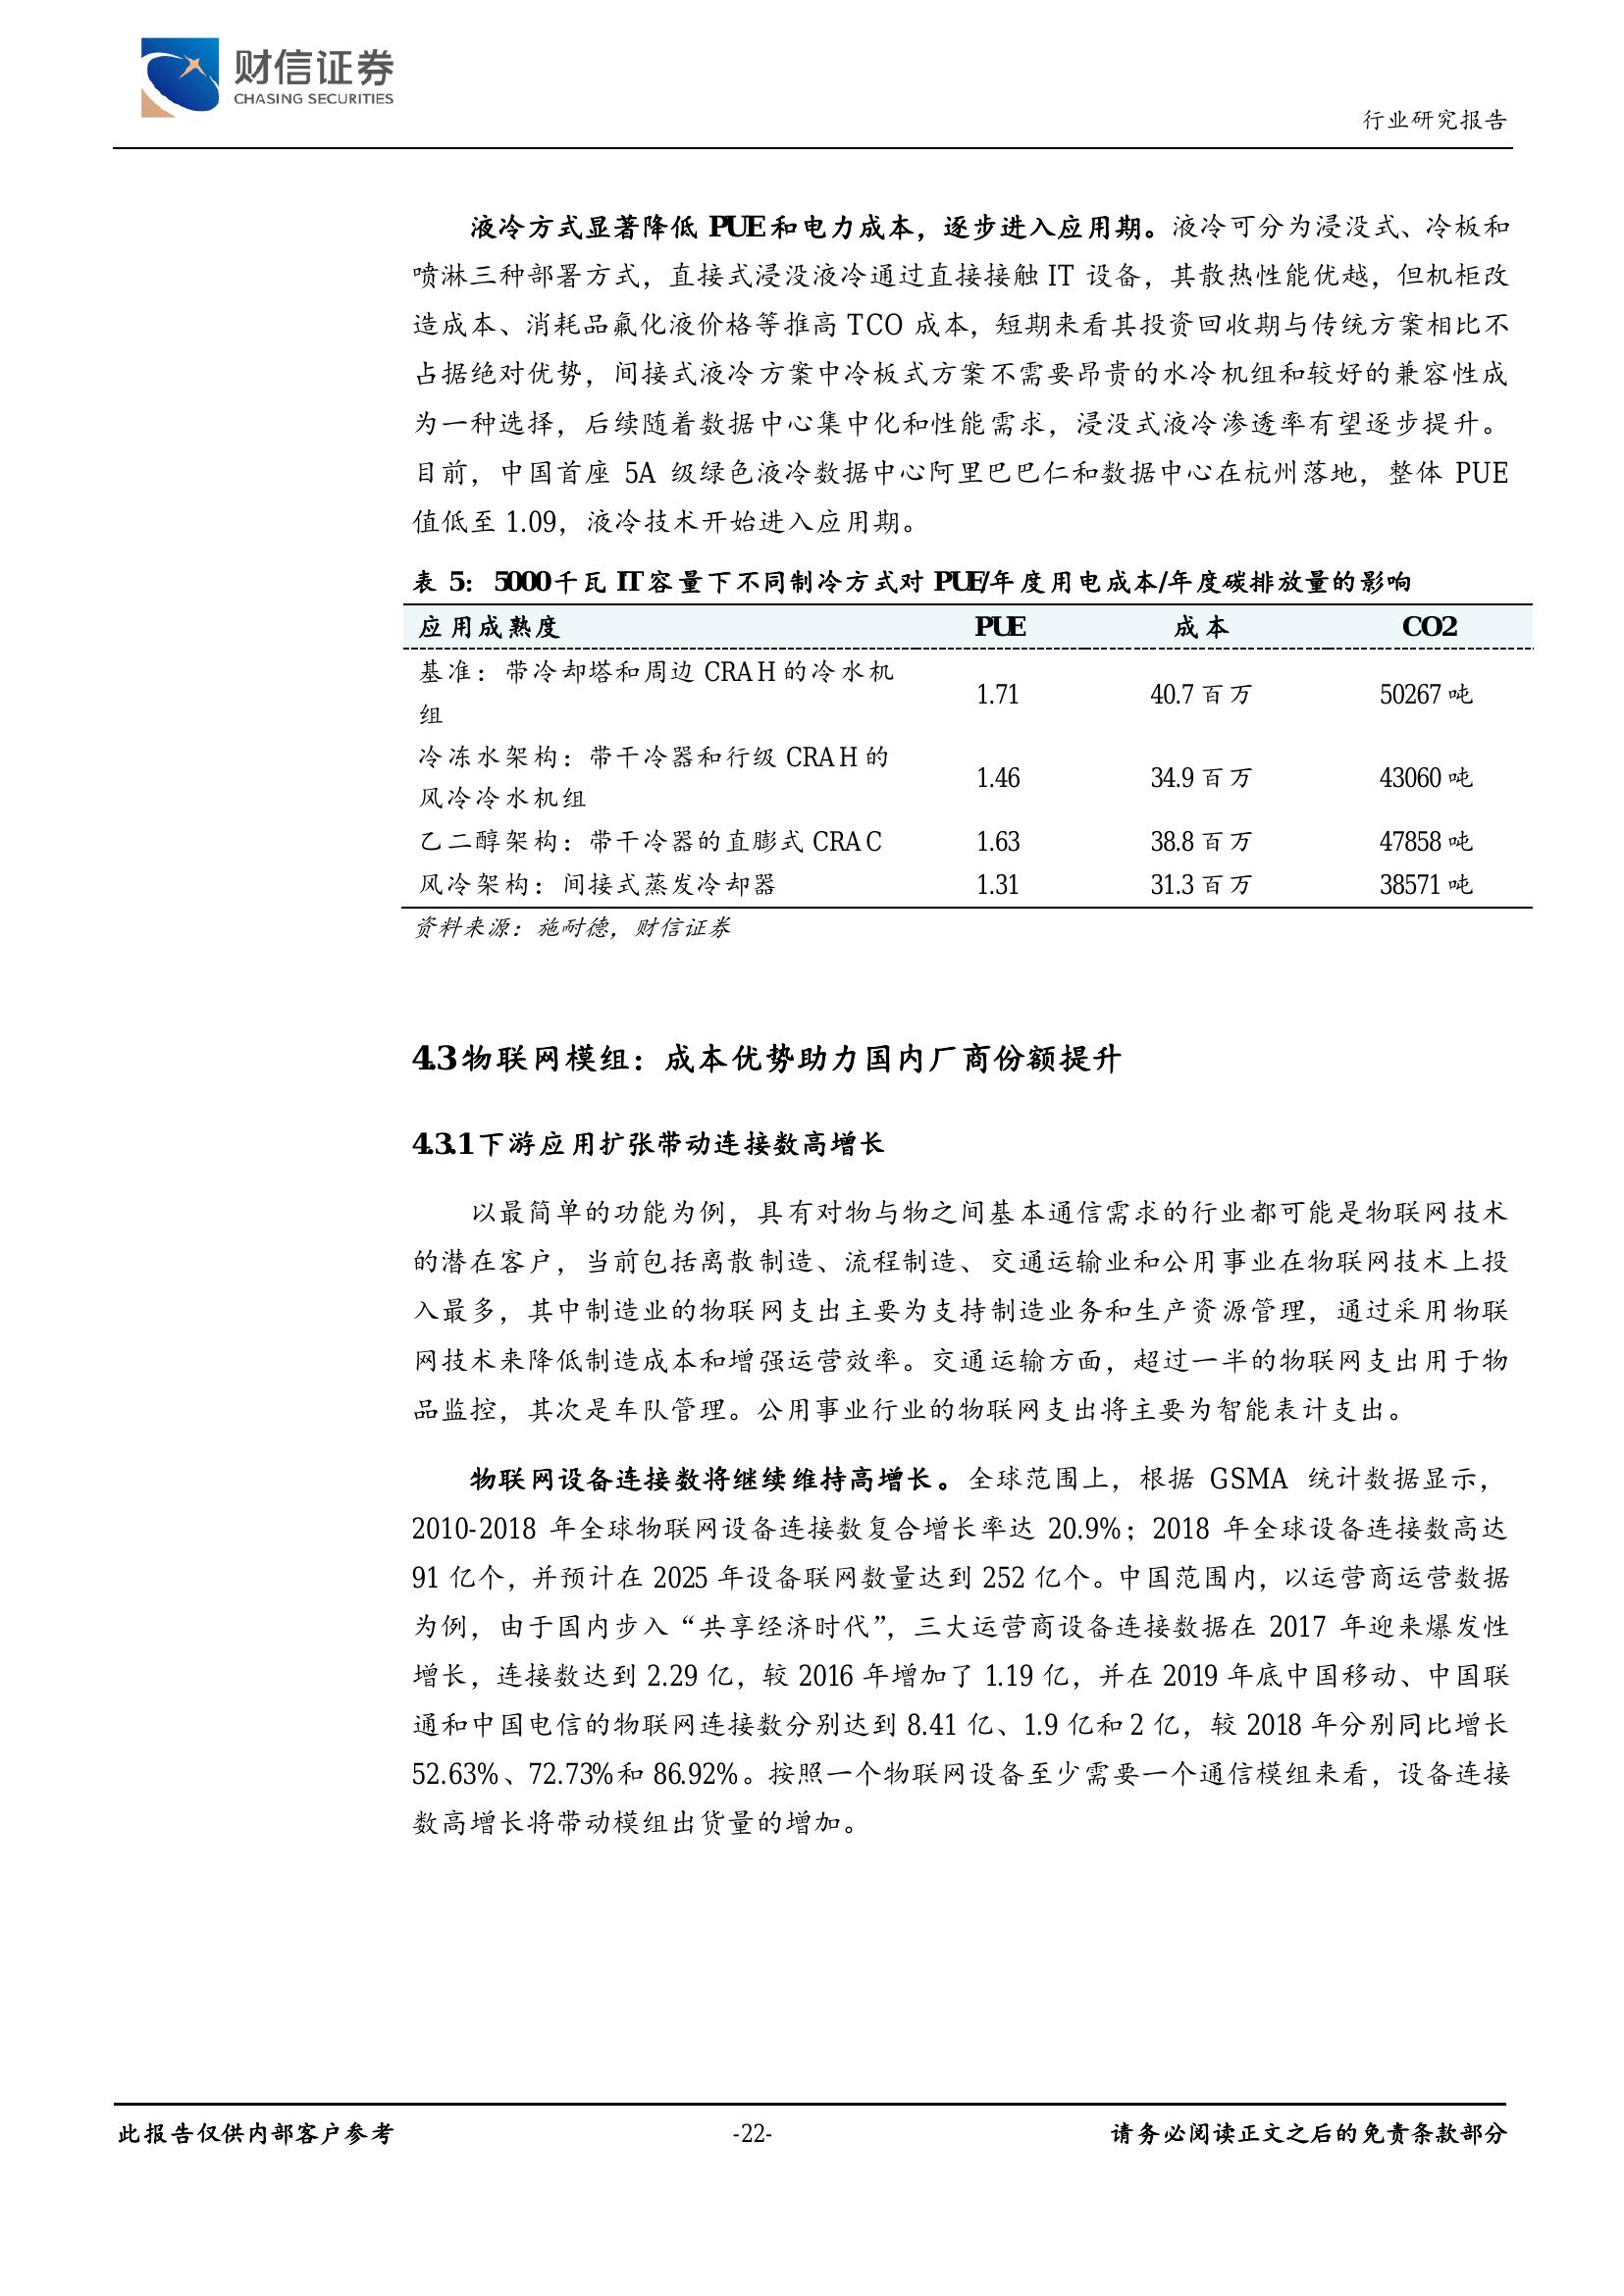 财信证券
CHASING SECURITIES
行业研究报告
液冷方式显著降低 PUE 和电力成本，逐步进入应用期。液冷可分为浸没式、冷板和
喷淋三种部署方式，直接式浸没液冷通过直接接触 IT 设备，其散热性能优越，但机柜改
造成本、消耗品氟化液价格等推高 TCO 成本，短期来看其投资回收期与传统方案相比不
占据绝对优势，间接式液冷方案中冷板式方案不需要昂贵的水冷机组和较好的兼容性成
为一种选择，后续随着数据中心集中化和性能需求，浸没式液冷渗透率有望逐步提升。
目前，中国首座 5A 级绿色液冷数据中心阿里巴巴仁和数据中心在杭州落地，整体 PUE
值低至 1.09，液冷技术开始进入应用期。
表 5：5000 千瓦 IT 容量下不同制冷方式对 PUE/年度用电成本/年度碳排放量的影响
应用成熟度 PUE 成本 CO2
基准：带冷却塔和周边 CRAH 的冷水机
组 1.71 40.7 百万 50267 吨
冷冻水架构：带干冷器和行级 CRAH 的
风冷冷水机组 1.46 34.9 百万 43060 吨
乙二醇架构：带干冷器的直膨式 CRAC 1.63 38.8 百万 47858 吨
风冷架构：间接式蒸发冷却器 1.31 31.3 百万 38571 吨
资料来源：施耐德，财信证券
4.3 物联网模组：成本优势助力国内厂商份额提升
4.3.1 下游应用扩张带动连接数高增长
以最简单的功能为例，具有对物与物之间基本通信需求的行业都可能是物联网技术
的潜在客户，当前包括离散制造、流程制造、交通运输业和公用事业在物联网技术上投
入最多，其中制造业的物联网支出主要为支持制造业务和生产资源管理，通过采用物联
网技术来降低制造成本和增强运营效率。交通运输方面，超过一半的物联网支出用于物
品监控，其次是车队管理。公用事业行业的物联网支出将主要为智能表计支出。
物联网设备连接数将继续维持高增长。全球范围上，根据 GSMA 统计数据显示，
2010-2018 年全球物联网设备连接数复合增长率达 20.9%；2018 年全球设备连接数高达
91 亿个，并预计在 2025 年设备联网数量达到 252 亿个。中国范围内，以运营商运营数据
为例，由于国内步入“共享经济时代”，三大运营商设备连接数据在 2017 年迎来爆发性
增长，连接数达到 2.29 亿，较 2016 年增加了 1.19 亿，并在 2019 年底中国移动、中国联
通和中国电信的物联网连接数分别达到 8.41 亿、1.9 亿和 2 亿，较 2018 年分别同比增长
52.63%、72.73%和 86.92%。按照一个物联网设备至少需要一个通信模组来看，设备连接
数高增长将带动模组出货量的增加。
此报告仅供内部客户参考 -22- 请务必阅读正文之后的免责条款部分